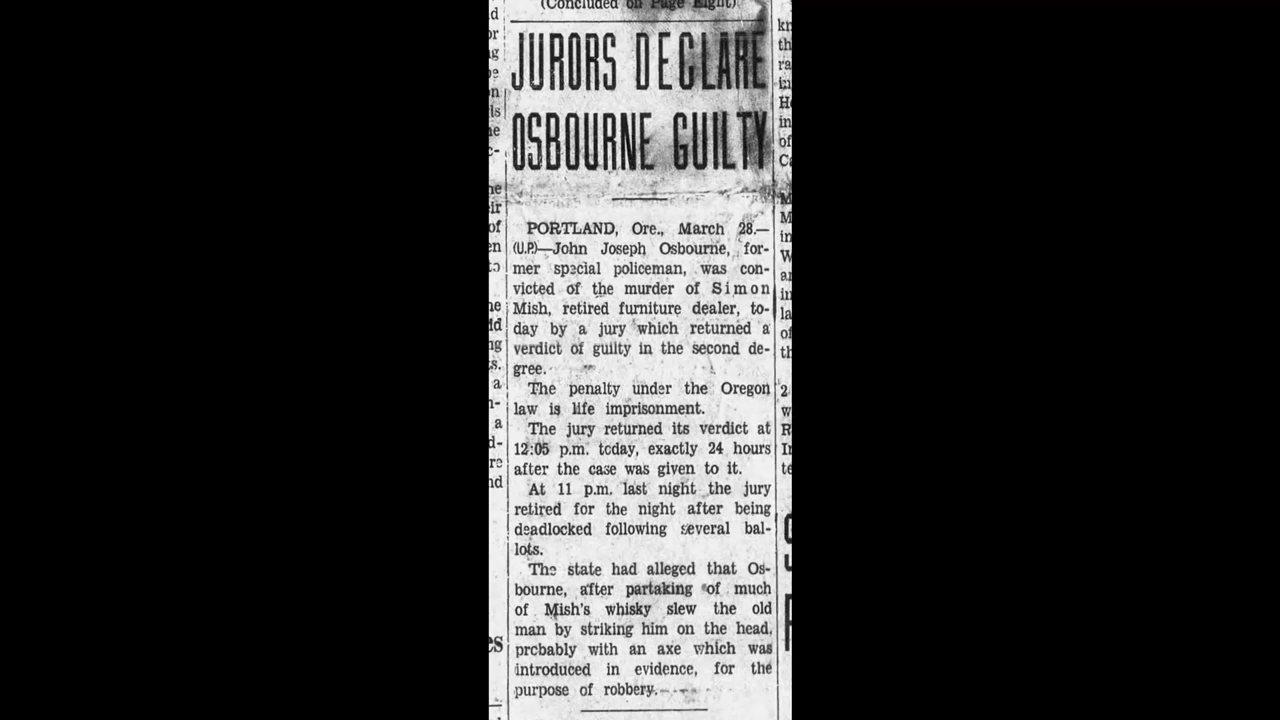 (Concluded on Page Eight)
JURORS DECLARE
OSBOURNE GUILTY
PORTLAND, Ore., March 28.—
(U.P.)—John Joseph Osbourne, for-
mer special policeman, was con-
victed of the murder of Simon
Mish, retired furniture dealer, to-
day by a jury which returned a
verdict of guilty in the second de-
gree.
The penalty under the Oregon
law is life imprisonment.
The jury returned its verdict at
12:05 p.m. today, exactly 24 hours
after the case was given to it.
At 11 p.m. last night the jury
retired for the night after being
deadlocked following several bal-
lots.
The state had alleged that Os-
bourne, after partaking of much
of Mish's whisky slew the old
man by striking him on the head,
probably with an axe which was
introduced in evidence, for the
purpose of robbery.